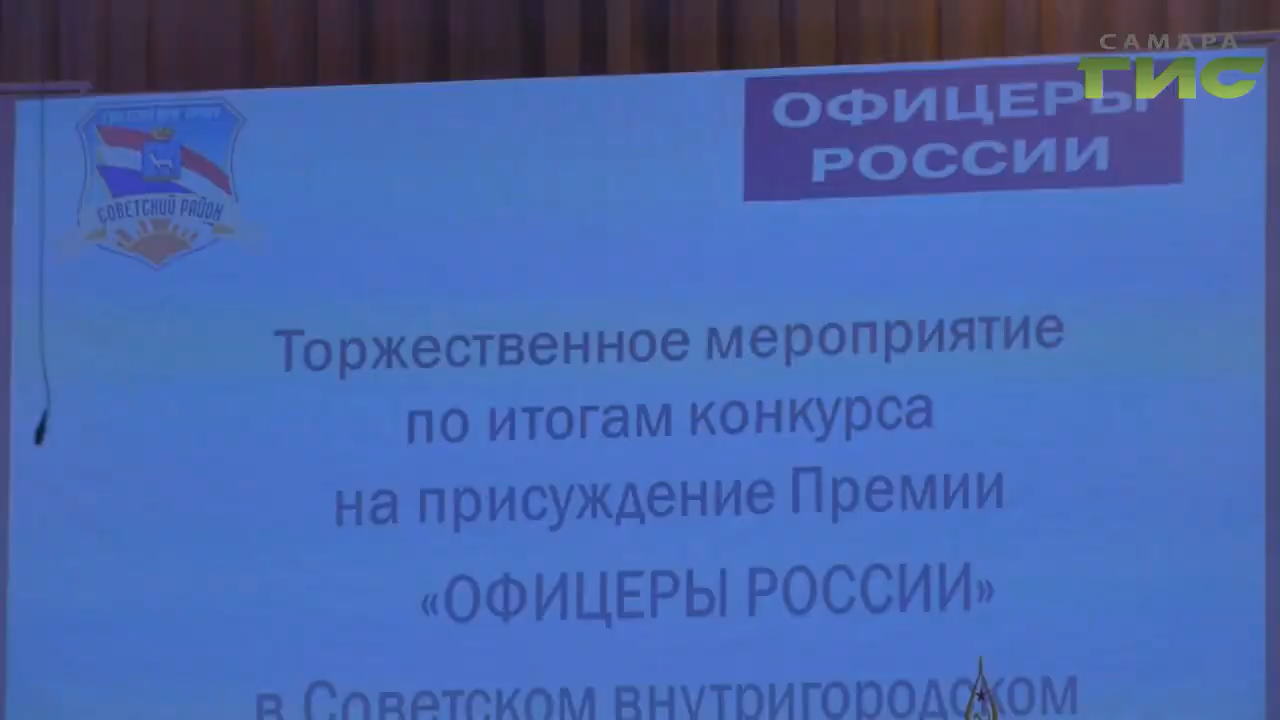 САМАРА
ГИС
ОФИЦЕРЫ
РОССИИ
СОВЕТСКИЙ РАЙОН
Торжественное мероприятие
по итогам конкурса
на присуждение Премии
«ОФИЦЕРЫ РОССИИ»
в Советском внутригородском